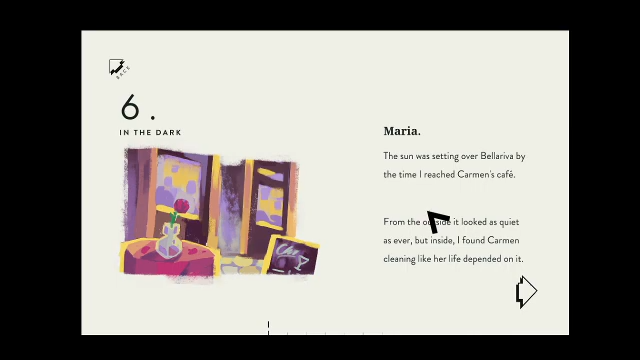 BACK
6.
IN THE DARK
Maria.
The sun was setting over Bellariva by
the time I reached Carmen's café.
From the outside it looked as quiet
as ever, but inside, I found Carmen
cleaning like her life depended on it.